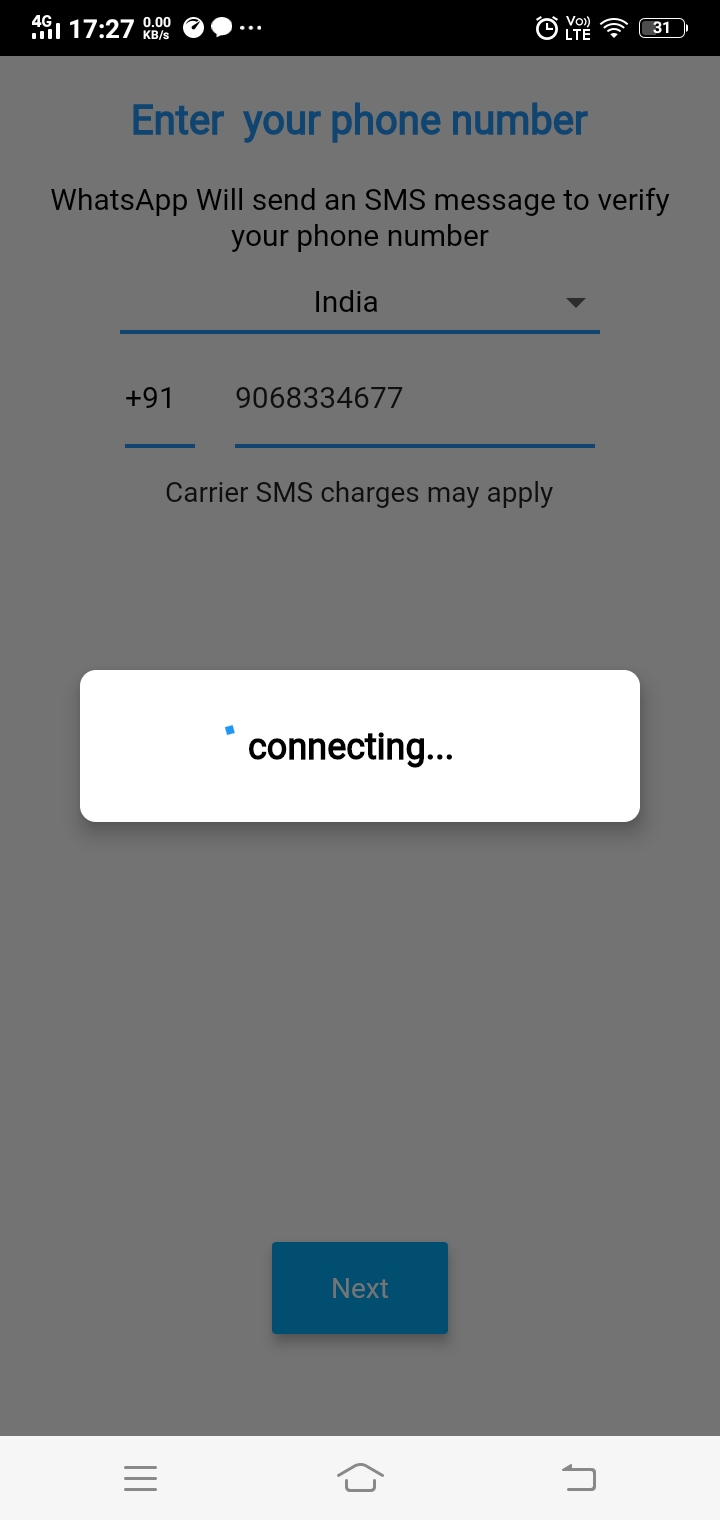 4G 17:27 0.00 KB/s Vo)) LTE 31
Enter your phone number
WhatsApp Will send an SMS message to verify
your phone number
India
+91 9068334677
Carrier SMS charges may apply
connecting...
Next